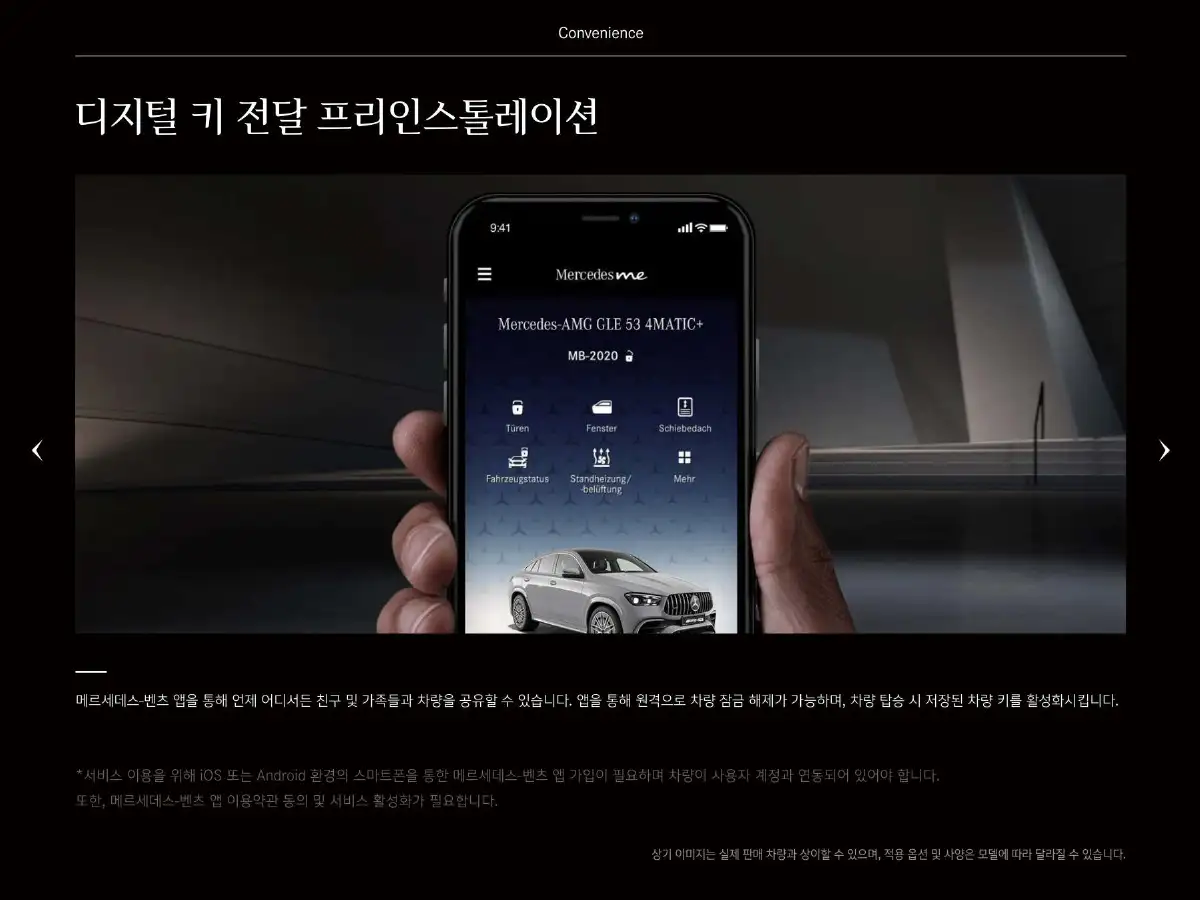 Convenience
디지털 키 전달 프리인스톨레이션
9:41
Mercedes me
Mercedes-AMG GLE 53 4MATIC+
MB-2020
Türen Fenster Schiebedach
Fahrzeugstatus Standheizung/ Mehr
-belüftung
메르세데스-벤츠 앱을 통해 언제 어디서든 친구 및 가족들과 차량을 공유할 수 있습니다. 앱을 통해 원격으로 차량 잠금 해제가 가능하며, 차량 탑승 시 저장된 차량 키를 활성화시킵니다.
*서비스 이용을 위해 iOS 또는 Android 환경의 스마트폰을 통한 메르세데스-벤츠 앱 가입이 필요하며 차량이 사용자 계정과 연동되어 있어야 합니다.
또한, 메르세데스-벤츠 앱 이용약관 동의 및 서비스 활성화가 필요합니다.
상기 이미지는 실제 판매 차량과 상이할 수 있으며, 적용 옵션 및 사양은 모델에 따라 달라질 수 있습니다.